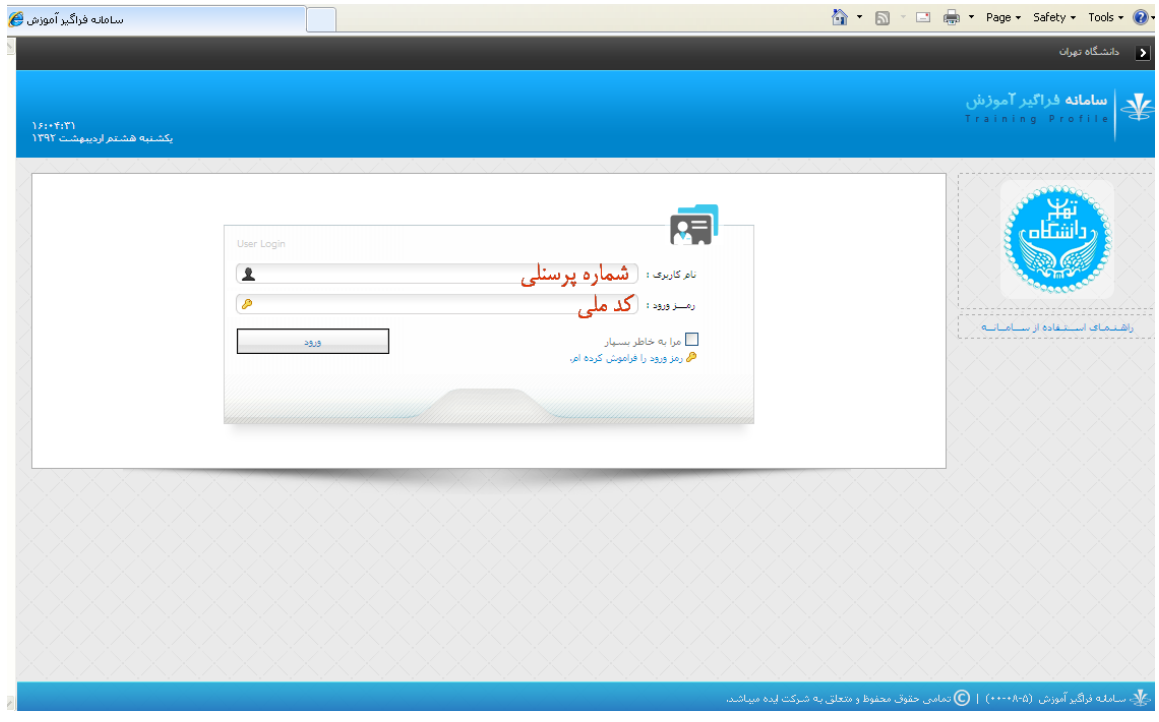 سامانه فراگیر آموزش
Page Safety Tools
دانشگاه تهران
سامانه فراگیر آموزش
Training Profile
۱۶:۰۴:۳۱
یکشنبه هشتم اردیبهشت ۱۳۹۲
تهران
دانشگاه
راهنمای استفاده از سامانه
User Login
نام کاربری : شماره پرسنلی
رمز ورود : کد ملی
مرا به خاطر بسپار
ورود
رمز ورود را فراموش کرده ام.
سامانه فراگیر آموزش (۵-۰۰۰۰۸) | © تمامی حقوق محفوظ و متعلق به شرکت ایده میباشد.